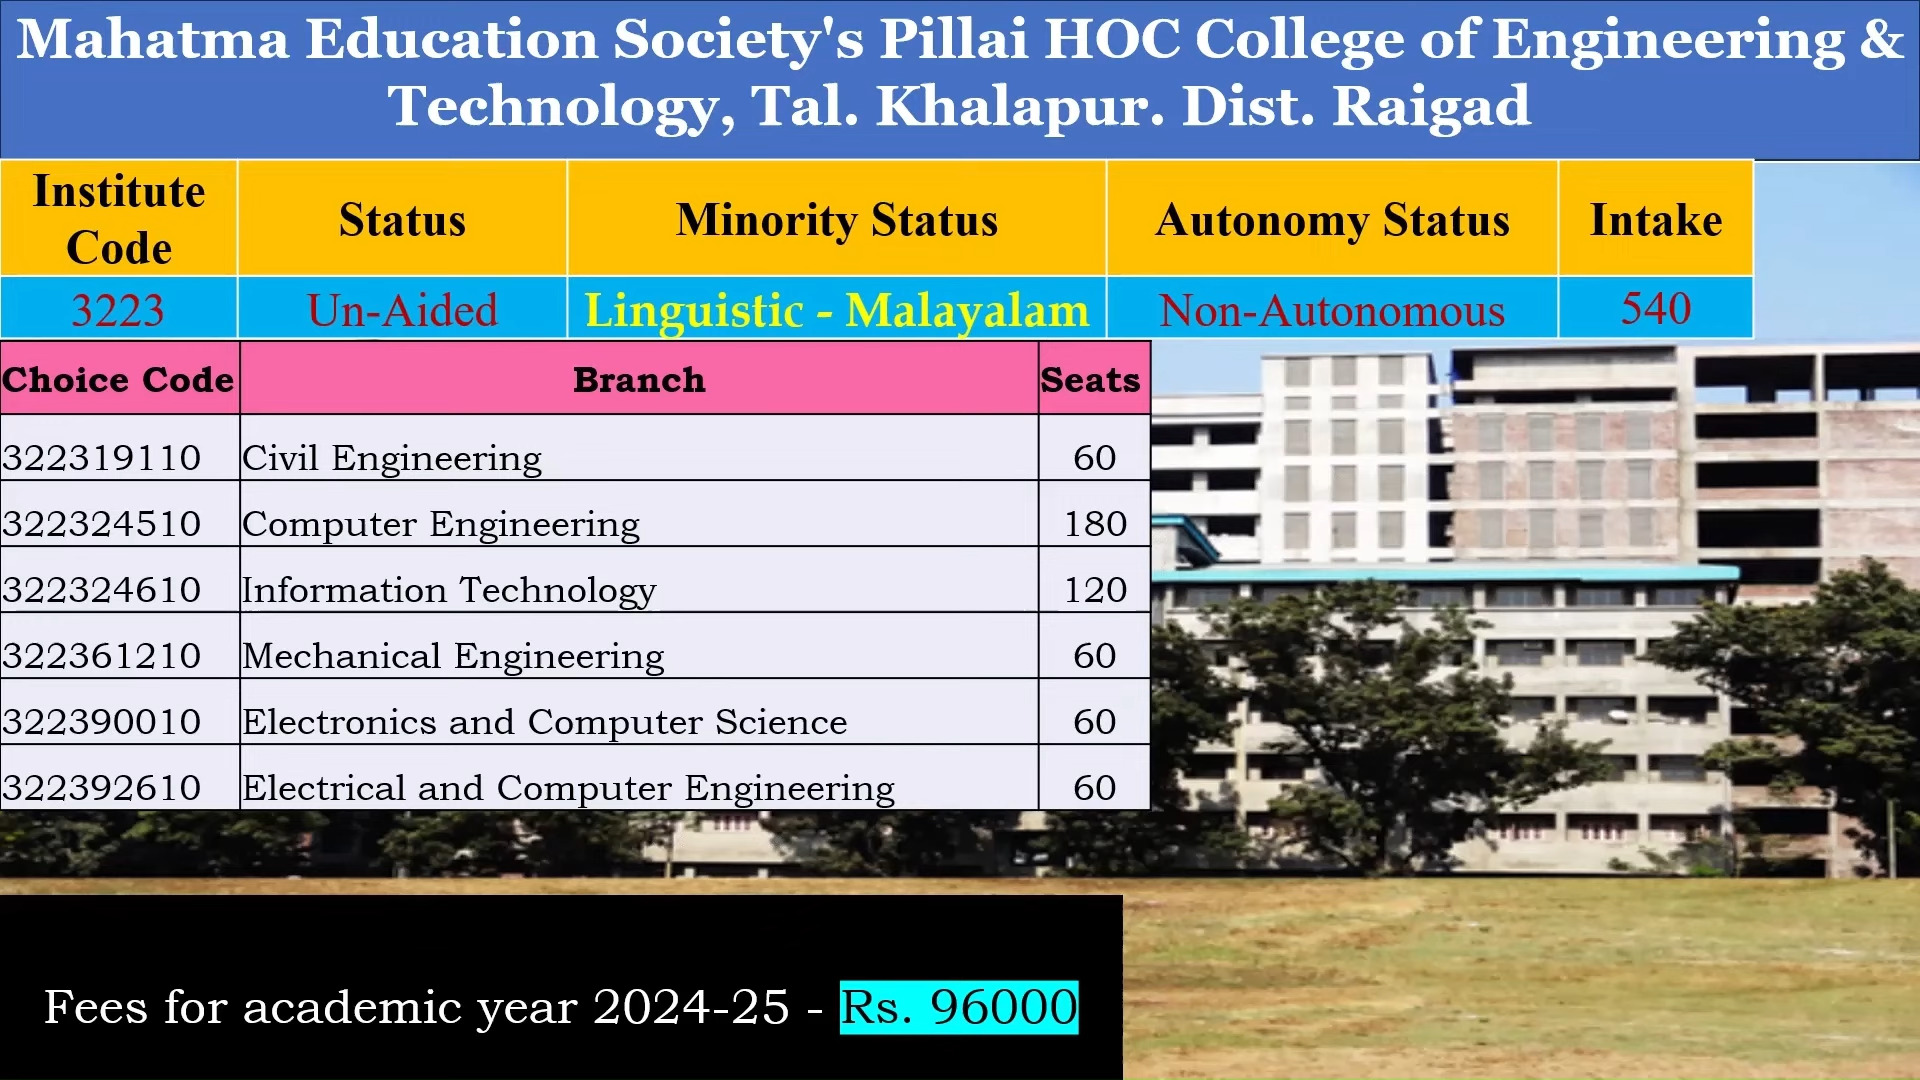 Mahatma Education Society's Pillai HOC College of Engineering &
Technology, Tal. Khalapur. Dist. Raigad
Institute Code Status Minority Status Autonomy Status Intake
3223 Un-Aided Linguistic - Malayalam Non-Autonomous 540
Choice Code Branch Seats
322319110 Civil Engineering 60
322324510 Computer Engineering 180
322324610 Information Technology 120
322361210 Mechanical Engineering 60
322390010 Electronics and Computer Science 60
322392610 Electrical and Computer Engineering 60
Fees for academic year 2024-25 - Rs. 96000